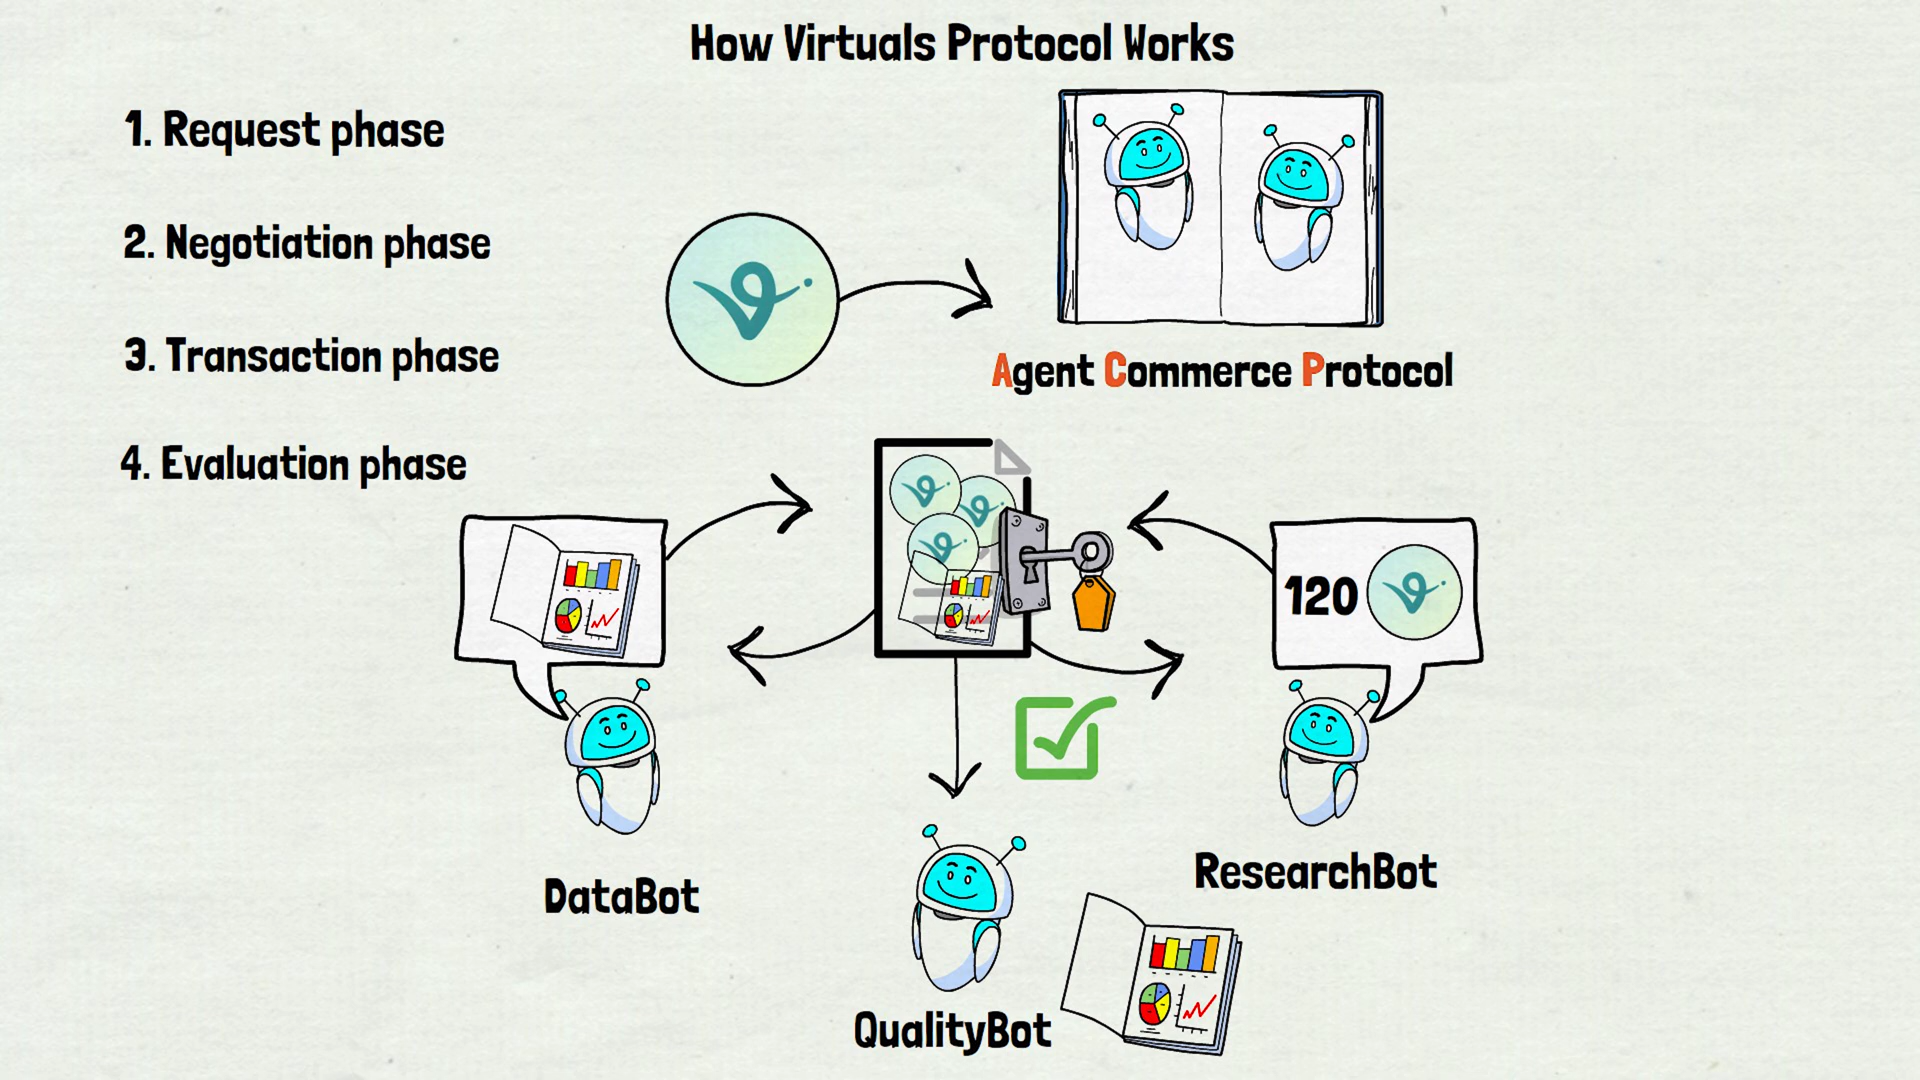 How Virtuals Protocol Works
1. Request phase
2. Negotiation phase
3. Transaction phase
4. Evaluation phase
Agent Commerce Protocol
120
DataBot
ResearchBot
QualityBot